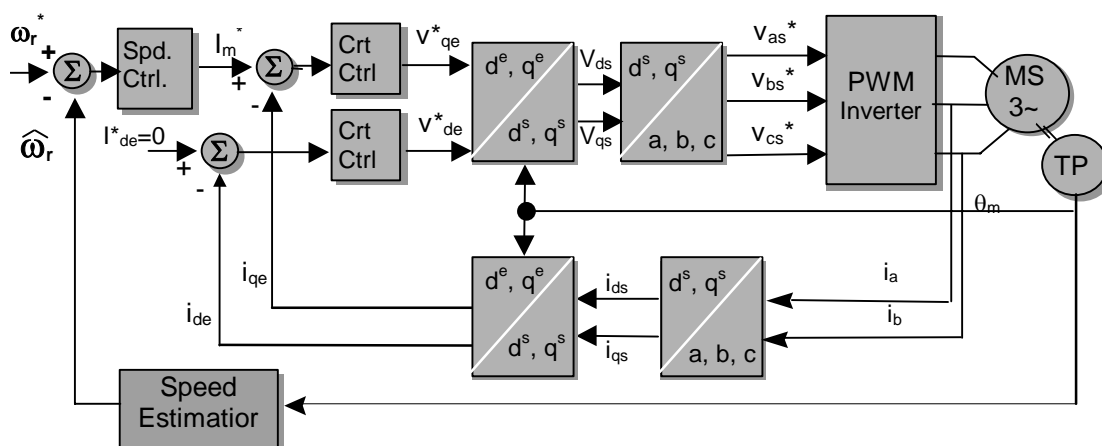 ωr*
+
-
Σ
Spd.
Ctrl.
Im*
+
-
Σ
Crt
Ctrl
v*qe
I*de=0
+
-
Σ
Crt
Ctrl
v*de
de, qe
ds, qs
Vds
Vqs
ds, qs
a, b, c
vas*
vbs*
vcs*
PWM
Inverter
MS
3~
TP
ω̂r
θm
iqe
ide
de, qe
ds, qs
ids
iqs
ds, qs
a, b, c
ia
ib
Speed
Estimatior